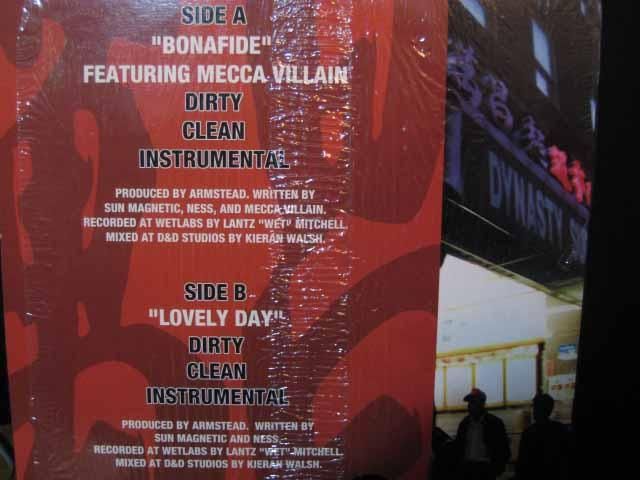 SIDE A
"BONAFIDE"
FEATURING MECCA VILLAIN
DIRTY
CLEAN
INSTRUMENTAL
PRODUCED BY ARMSTEAD. WRITTEN BY
SUN MAGNETIC, NESS, AND MECCA VILLAIN.
RECORDED AT WETLABS BY LANTZ "WET" MITCHELL.
MIXED AT D&D STUDIOS BY KIERAN WALSH.
SIDE B
"LOVELY DAY"
DIRTY
CLEAN
INSTRUMENTAL
PRODUCED BY ARMSTEAD. WRITTEN BY
SUN MAGNETIC AND NESS.
RECORDED AT WETLABS BY LANTZ "WET" MITCHELL.
MIXED AT D&D STUDIOS BY KIERAN WALSH.
DYNASTY